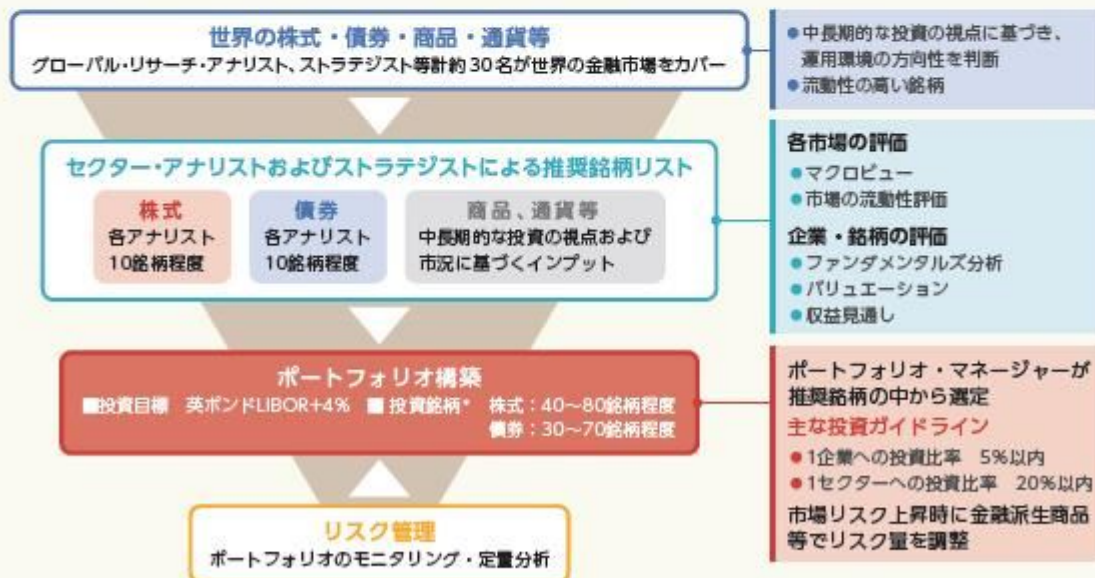 世界の株式・債券・商品・通貨等
グローバル・リサーチ・アナリスト、ストラテジスト等計約30名が世界の金融市場をカバー
●中長期的な投資の視点に基づき、
運用環境の方向性を判断
●流動性の高い銘柄
セクター・アナリストおよびストラテジストによる推奨銘柄リスト
株式
各アナリスト
10銘柄程度
債券
各アナリスト
10銘柄程度
商品、通貨等
中長期的な投資の視点および
市況に基づくインプット
各市場の評価
●マクロビュー
●市場の流動性評価
企業・銘柄の評価
●ファンダメンタルズ分析
●バリュエーション
●収益見通し
ポートフォリオ構築
■投資目標 英ポンドLIBOR+4% ■投資銘柄* 株式:40〜80銘柄程度
債券:30〜70銘柄程度
ポートフォリオ・マネージャーが
推奨銘柄の中から選定
主な投資ガイドライン
●1企業への投資比率 5%以内
●1セクターへの投資比率 20%以内
市場リスク上昇時に金融派生商品
等でリスク量を調整
リスク管理
ポートフォリオのモニタリング・定量分析